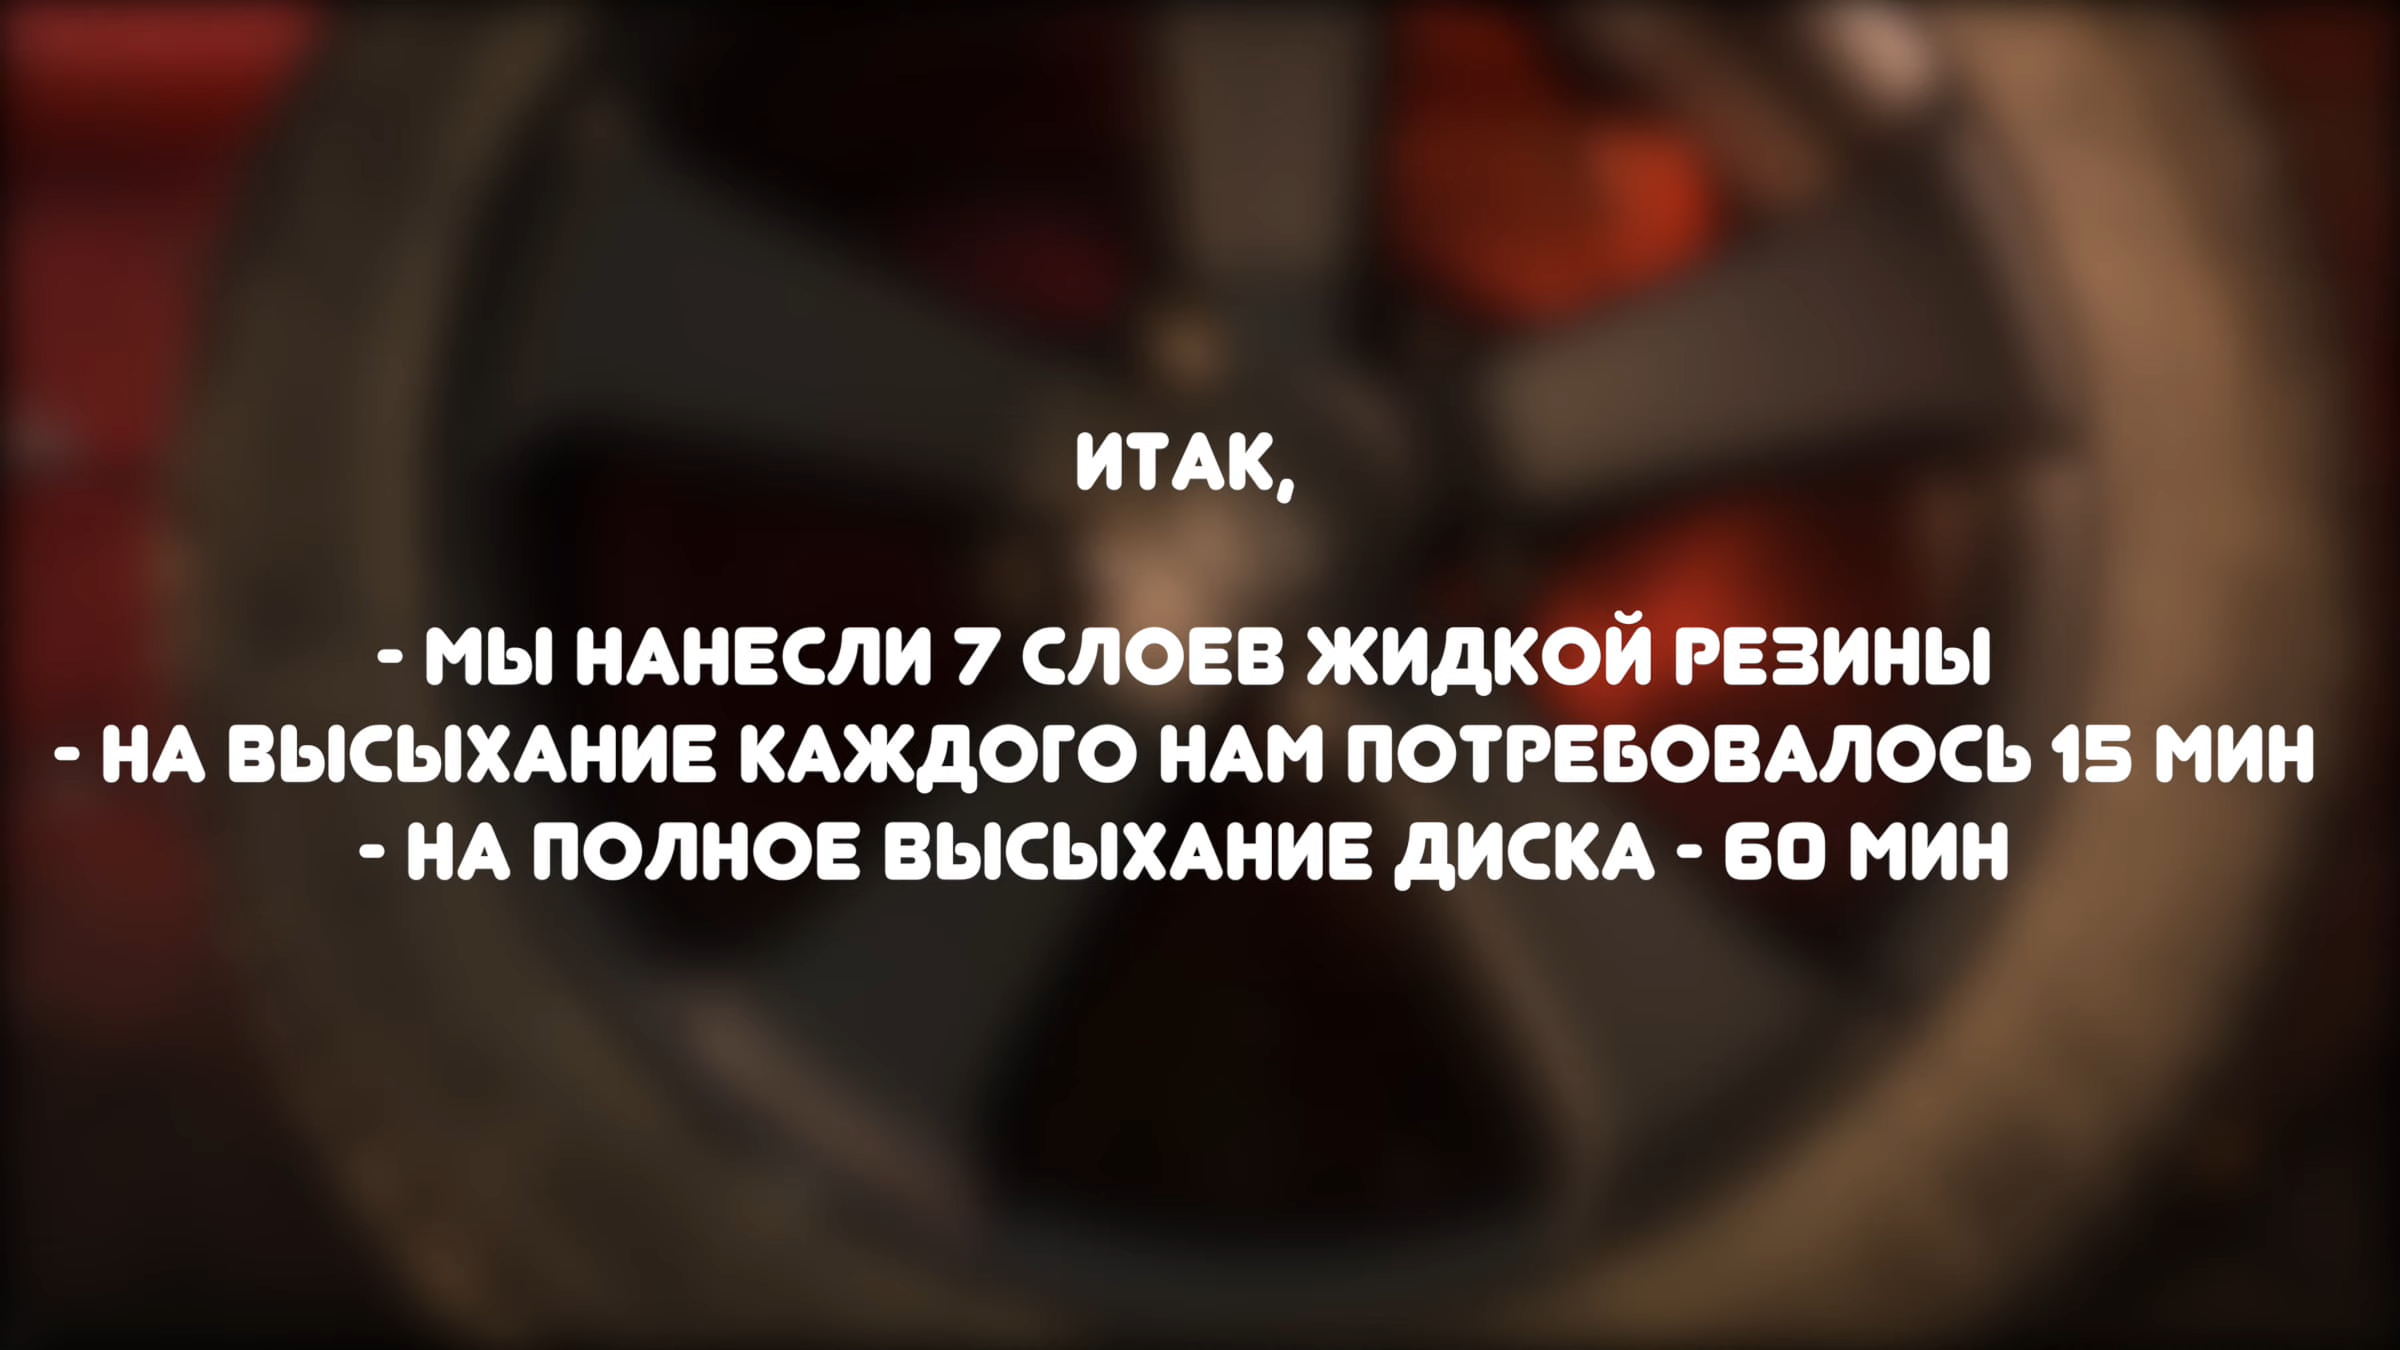 ИТАК,
- МЫ НАНЕСЛИ 7 СЛОЕВ ЖИДКОЙ РЕЗИНЫ
- НА ВЫСЫХАНИЕ КАЖДОГО НАМ ПОТРЕБОВАЛОСЬ 15 МИН
- НА ПОЛНОЕ ВЫСЫХАНИЕ ДИСКА - 60 МИН